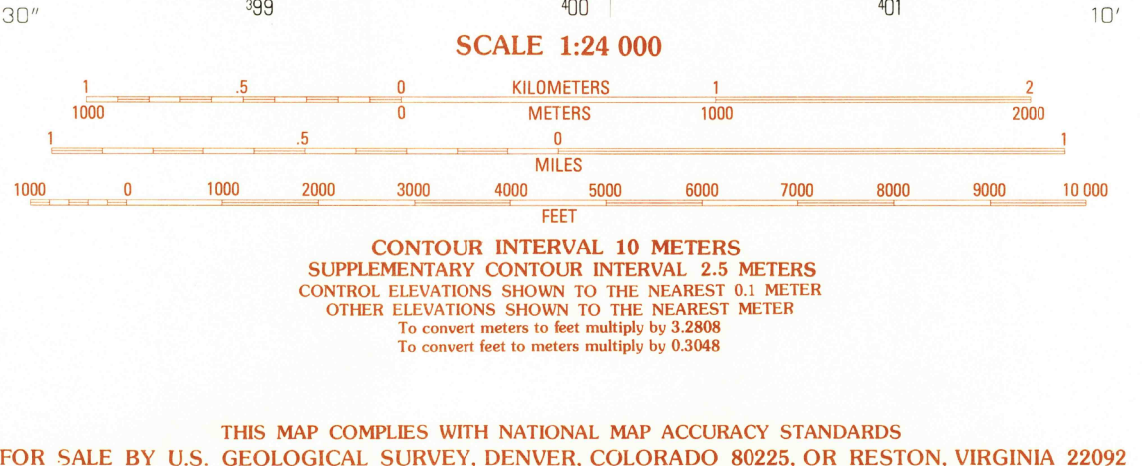 30" ³99 ⁴00 ⁴01 10'
SCALE 1:24 000
1 .5 0 KILOMETERS 1 2
1000 0 METERS 1000 2000
1 .5 0 1
MILES
1000 0 1000 2000 3000 4000 5000 6000 7000 8000 9000 10 000
FEET
CONTOUR INTERVAL 10 METERS
SUPPLEMENTARY CONTOUR INTERVAL 2.5 METERS
CONTROL ELEVATIONS SHOWN TO THE NEAREST 0.1 METER
OTHER ELEVATIONS SHOWN TO THE NEAREST METER
To convert meters to feet multiply by 3.2808
To convert feet to meters multiply by 0.3048
THIS MAP COMPLIES WITH NATIONAL MAP ACCURACY STANDARDS
FOR SALE BY U.S. GEOLOGICAL SURVEY, DENVER, COLORADO 80225, OR RESTON, VIRGINIA 22092